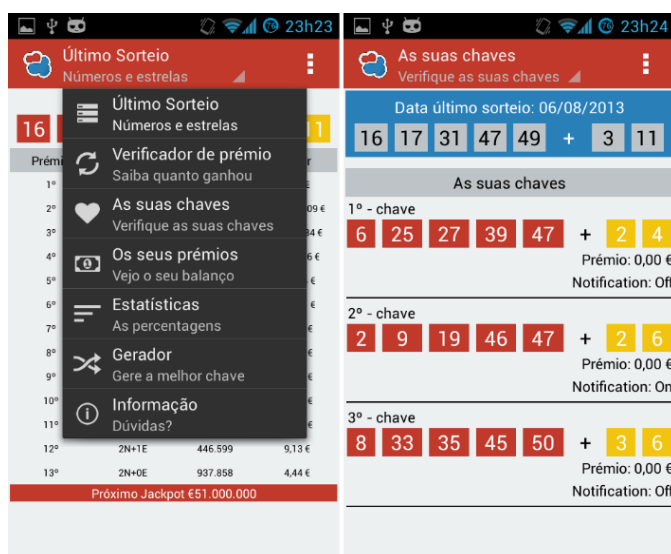 76 23h23
Último Sorteio
Números e estrelas
16
11
Último Sorteio
Números e estrelas
Verificador de prémio
Saiba quanto ganhou
As suas chaves
Verifique as suas chaves
Os seus prémios
Vejo o seu balanço
Estatísticas
As percentagens
Gerador
Gere a melhor chave
Informação
Dúvidas?
1º
2º
3º
4º
5º
6º
7º
8º
9º
10º
11º
12º 2N+1E 446.599 9,13 €
13º 2N+0E 937.858 4,44 €
Próximo Jackpot €51.000.000
76 23h24
As suas chaves
Verifique as suas chaves
Data último sorteio: 06/08/2013
16 17 31 47 49 + 3 11
As suas chaves
1º - chave
6 25 27 39 47 + 2 4
Prémio: 0,00 €
Notification: Off
2º - chave
2 9 19 46 47 + 2 6
Prémio: 0,00 €
Notification: On
3º - chave
8 33 35 45 50 + 3 6
Prémio: 0,00 €
Notification: Off